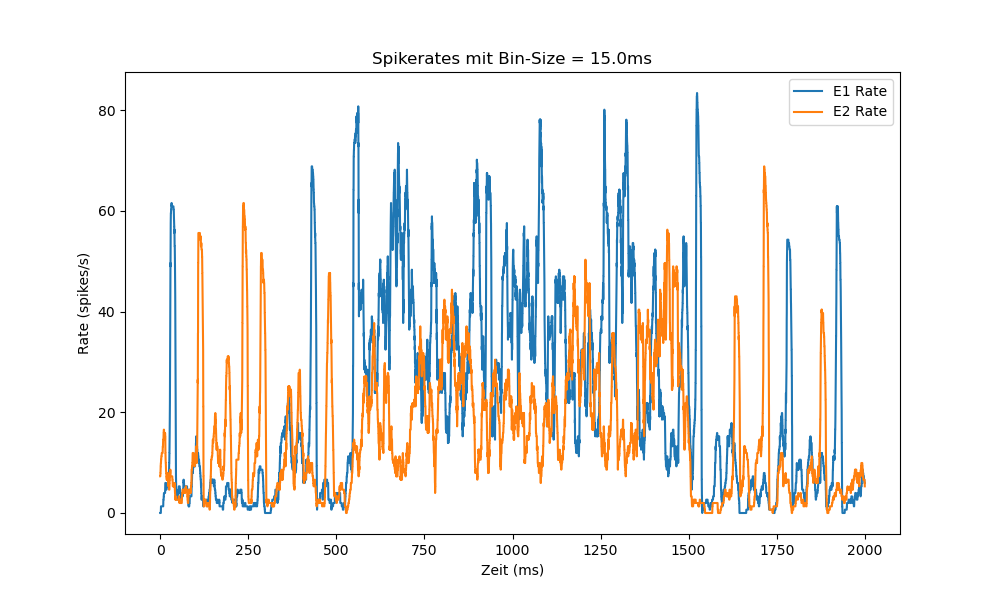 Spikerates mit Bin-Size = 15.0ms
E1 Rate
E2 Rate
80
60
40
20
0
Rate (spikes/s)
0 250 500 750 1000 1250 1500 1750 2000
Zeit (ms)